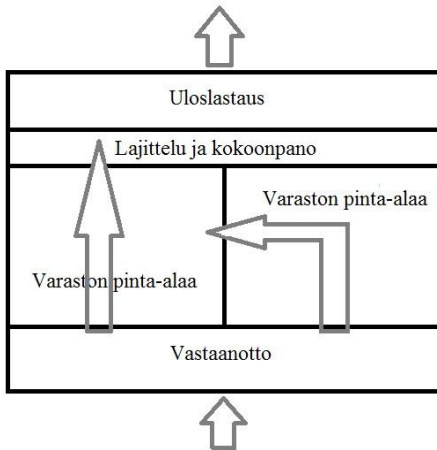 Uloslastaus
Lajittelu ja kokoonpano
Varaston pinta-alaa
Varaston pinta-alaa
Vastaanotto